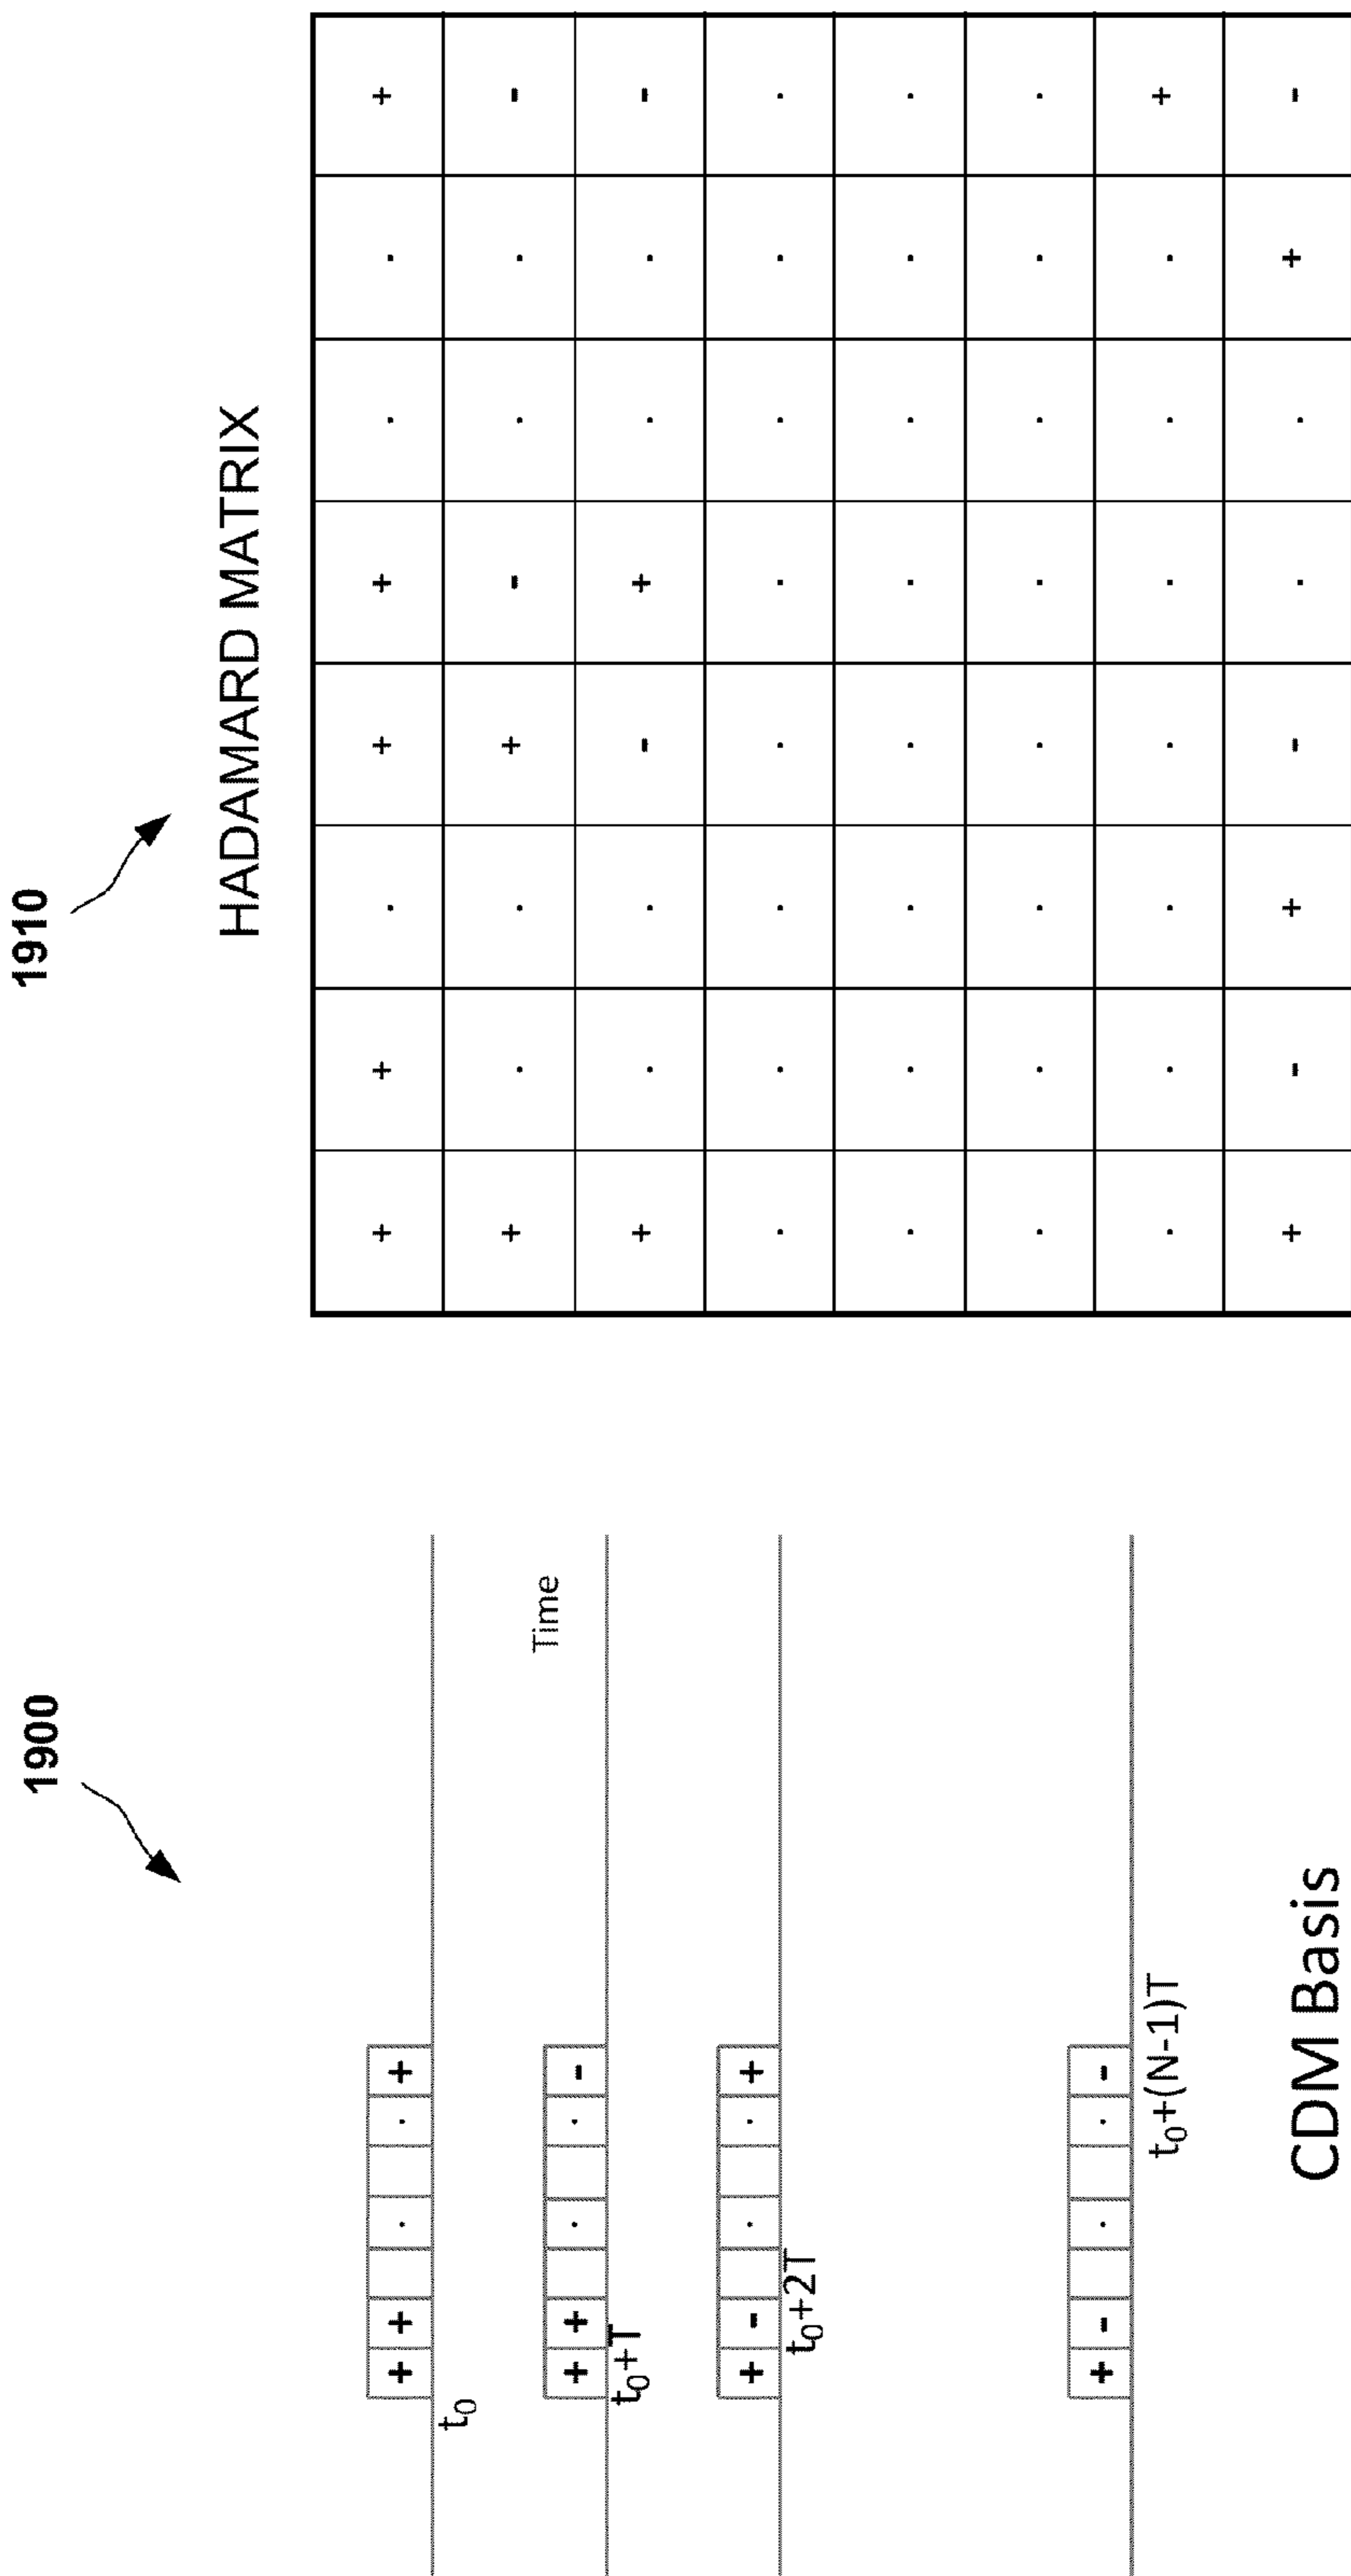 1900
+ + . . +
t₀
Time
+ + . . -
t₀+T
+ - . . +
t₀+2T
+ - . . -
t₀+(N-1)T
CDM Basis
1910
HADAMARD MATRIX
+ + . + + . . +
+ . . + - . . -
+ . . - + . . -
. . . . . . . .
. . . . . . . .
. . . . . . . .
. . . . . . . +
+ - + - . . + -